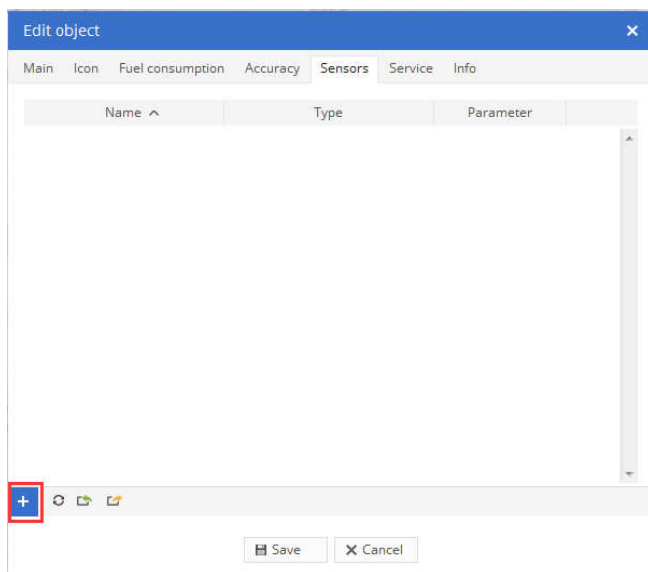 Edit object
Main Icon Fuel consumption Accuracy Sensors Service Info
Name Type Parameter
Save Cancel